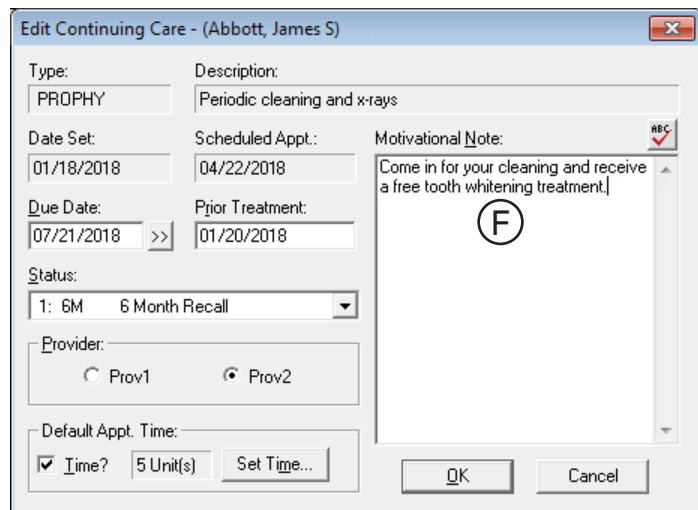 Edit Continuing Care - (Abbott, James S)
Type:
Description:
PROPHY
Periodic cleaning and x-rays
Date Set:
Scheduled Appt.:
Motivational Note:
ABC
01/18/2018
04/22/2018
Come in for your cleaning and receive
a free tooth whitening treatment.
Due Date:
Prior Treatment:
F
07/21/2018
>>
01/20/2018
Status:
1: 6M 6 Month Recall
Provider:
Prov1
Prov2
Default Appt. Time:
Time?
5 Unit(s)
Set Time...
OK
Cancel